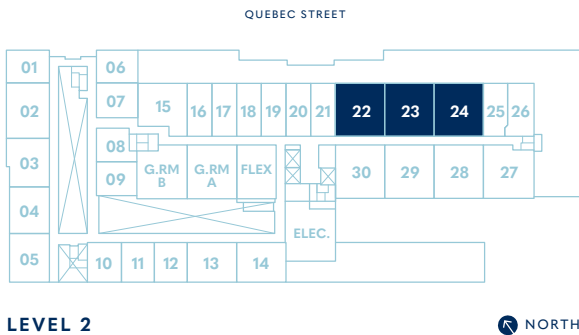 QUEBEC STREET
01 06
02 07 15 16 17 18 19 20 21 22 23 24 25 26
03 08 G.RM B G.RM A FLEX 30 29 28 27
04 09
ELEC.
05 10 11 12 13 14
LEVEL 2 NORTH